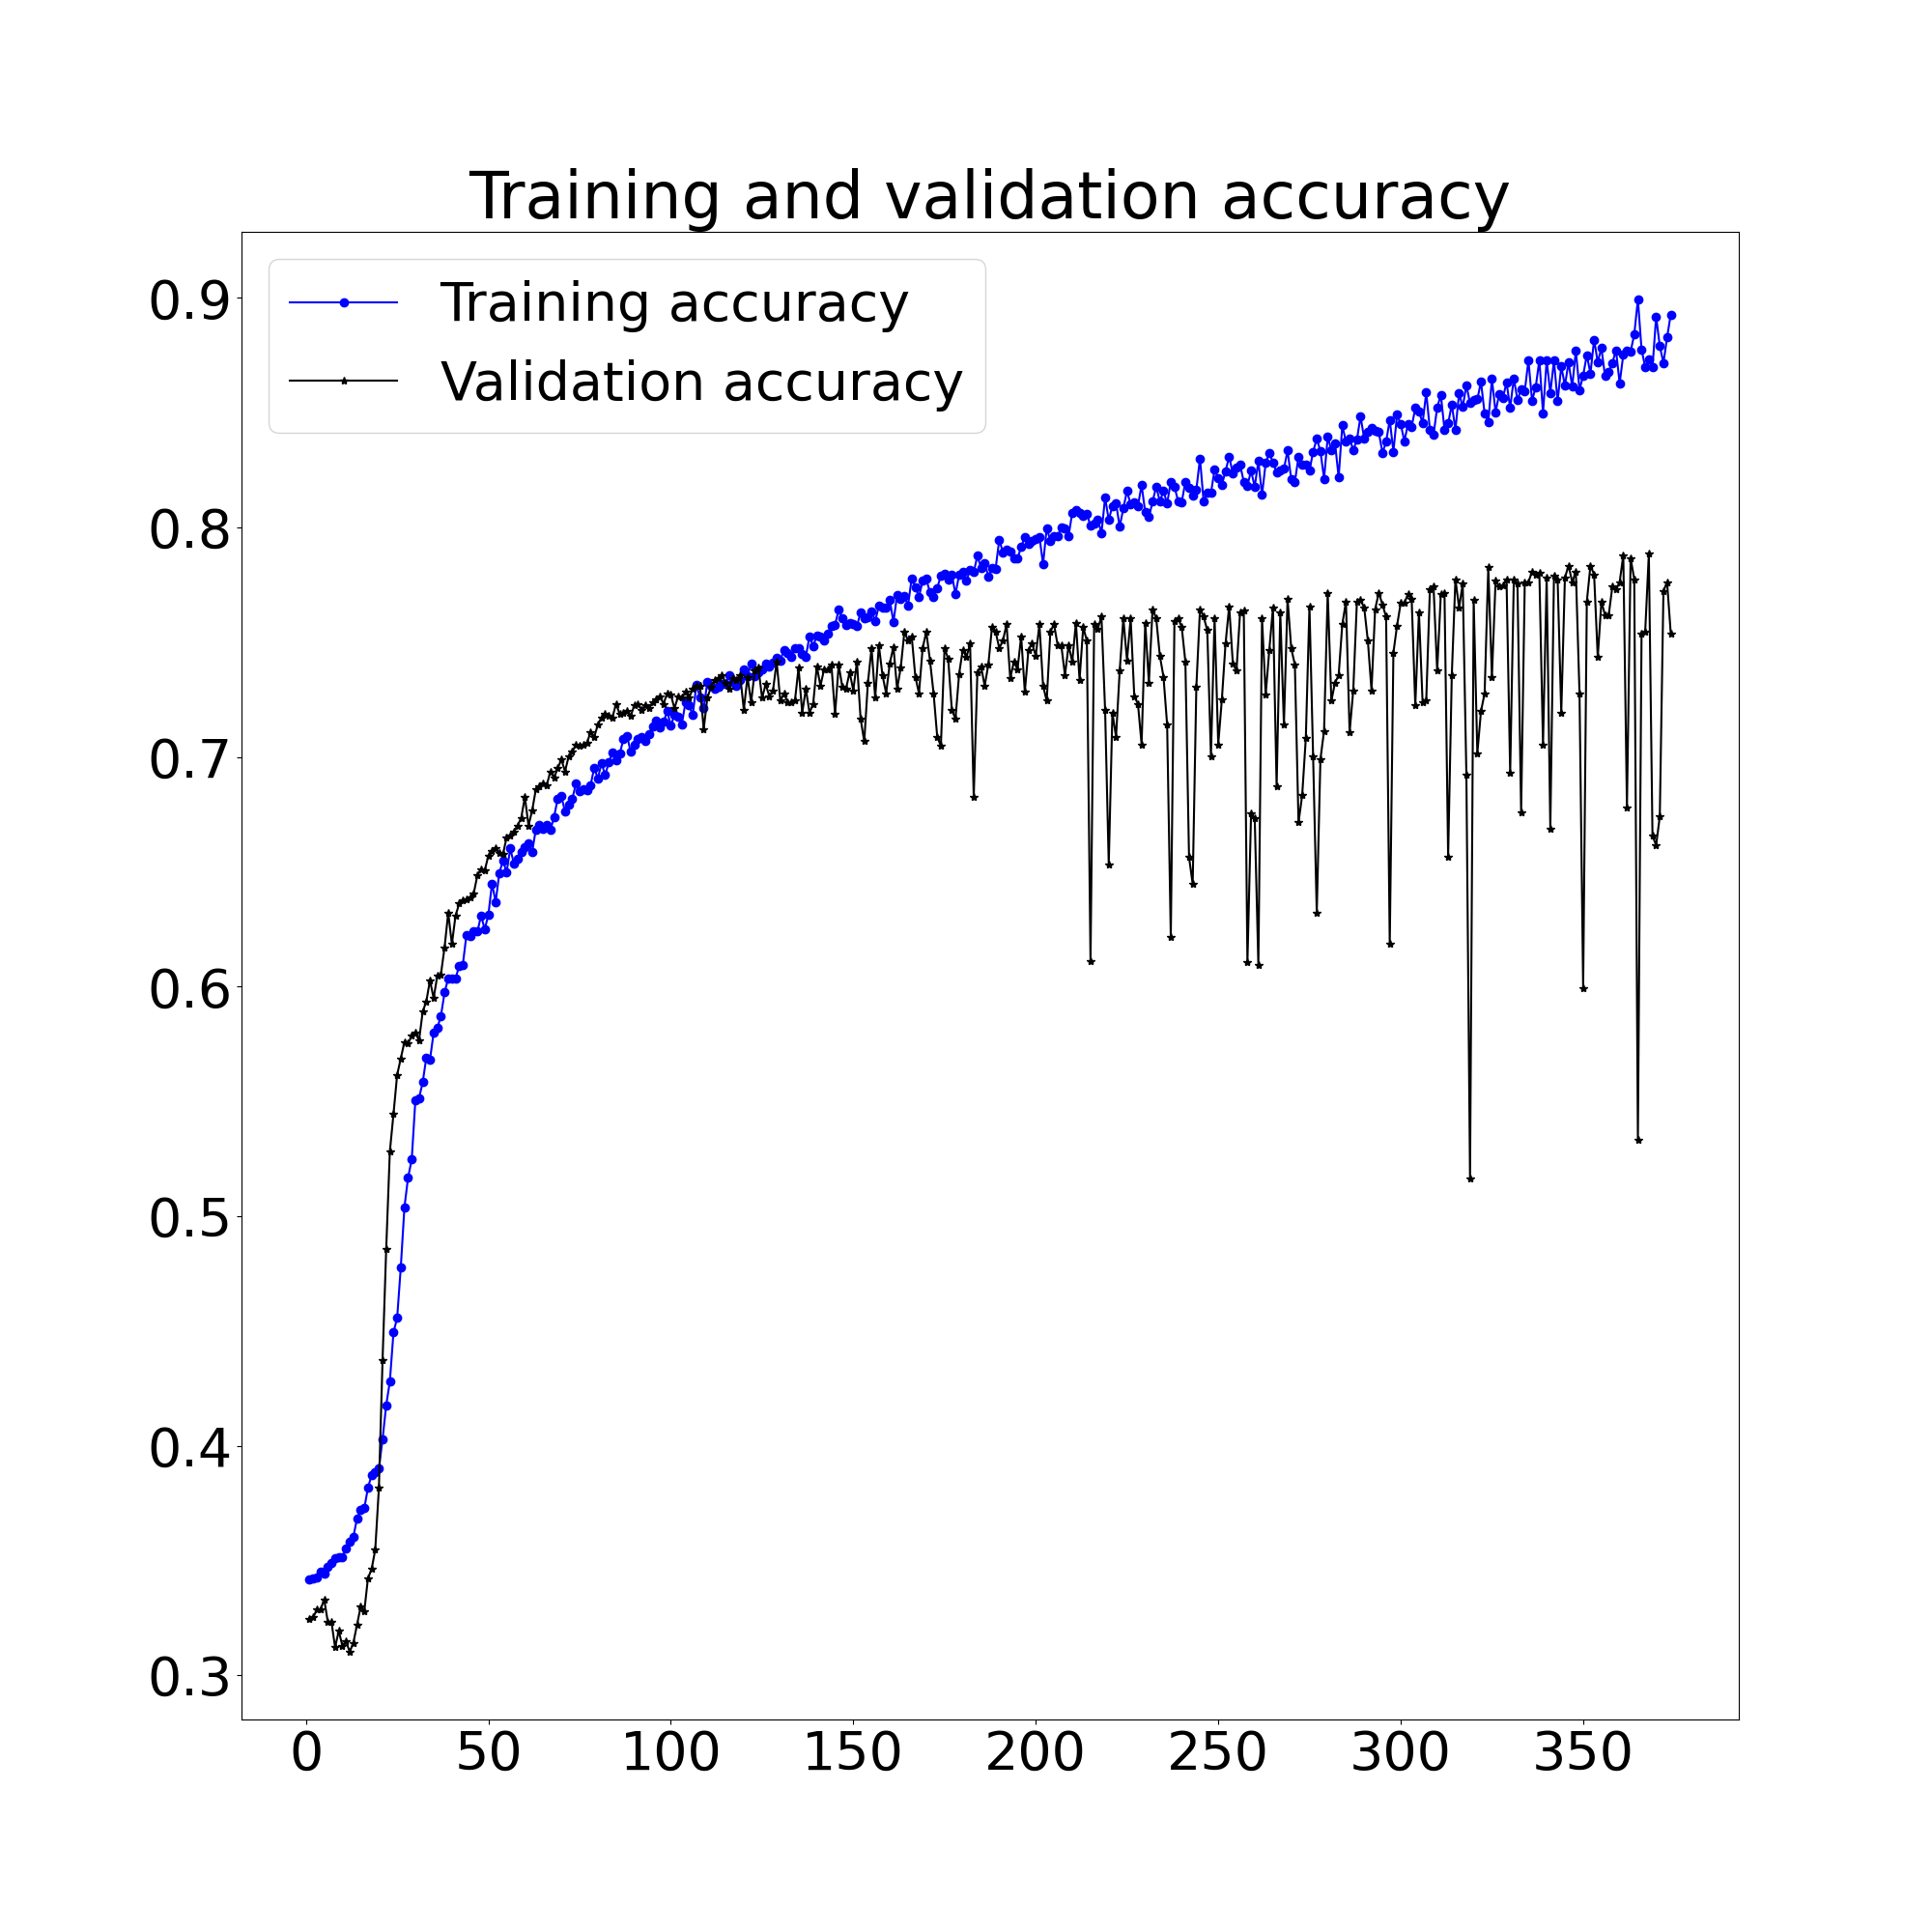 Training and validation accuracy
Training accuracy
Validation accuracy
0.9
0.8
0.7
0.6
0.5
0.4
0.3
0 50 100 150 200 250 300 350